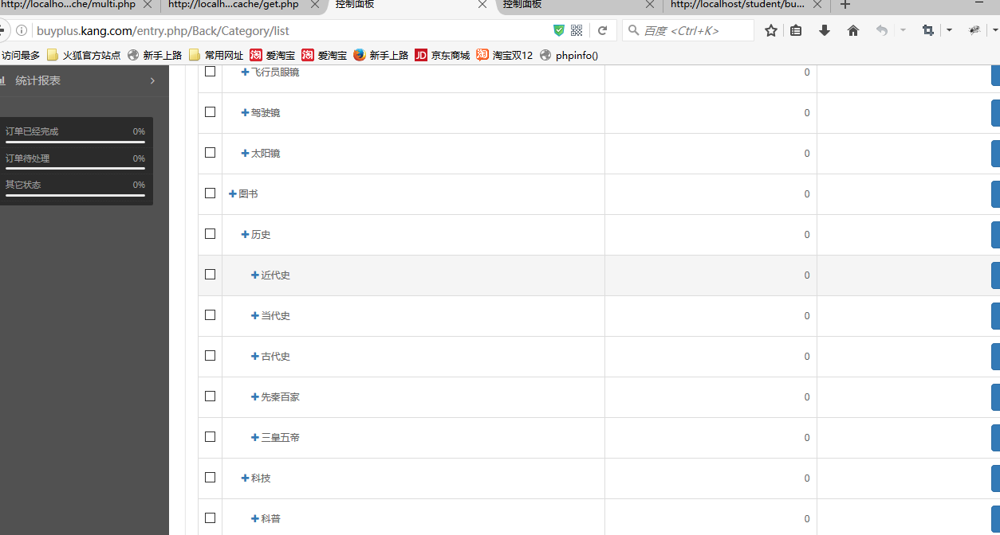 http://localho...che/multi.php
http://localh...cache/get.php
控制面板
控制面板
http://localhost/student/bu...
buyplus.kang.com/entry.php/Back/Category/list
百度 <Ctrl+K>
访问最多
火狐官方站点
新手上路
常用网址
爱淘宝
爱淘宝
新手上路
JD 京东商城
淘宝双12
phpinfo()
统计报表
订单已经完成 0%
订单待处理 0%
其它状态 0%
飞行员眼镜 0
驾驶镜 0
太阳镜 0
图书 0
历史 0
近代史 0
当代史 0
古代史 0
先秦百家 0
三皇五帝 0
科技 0
科普 0